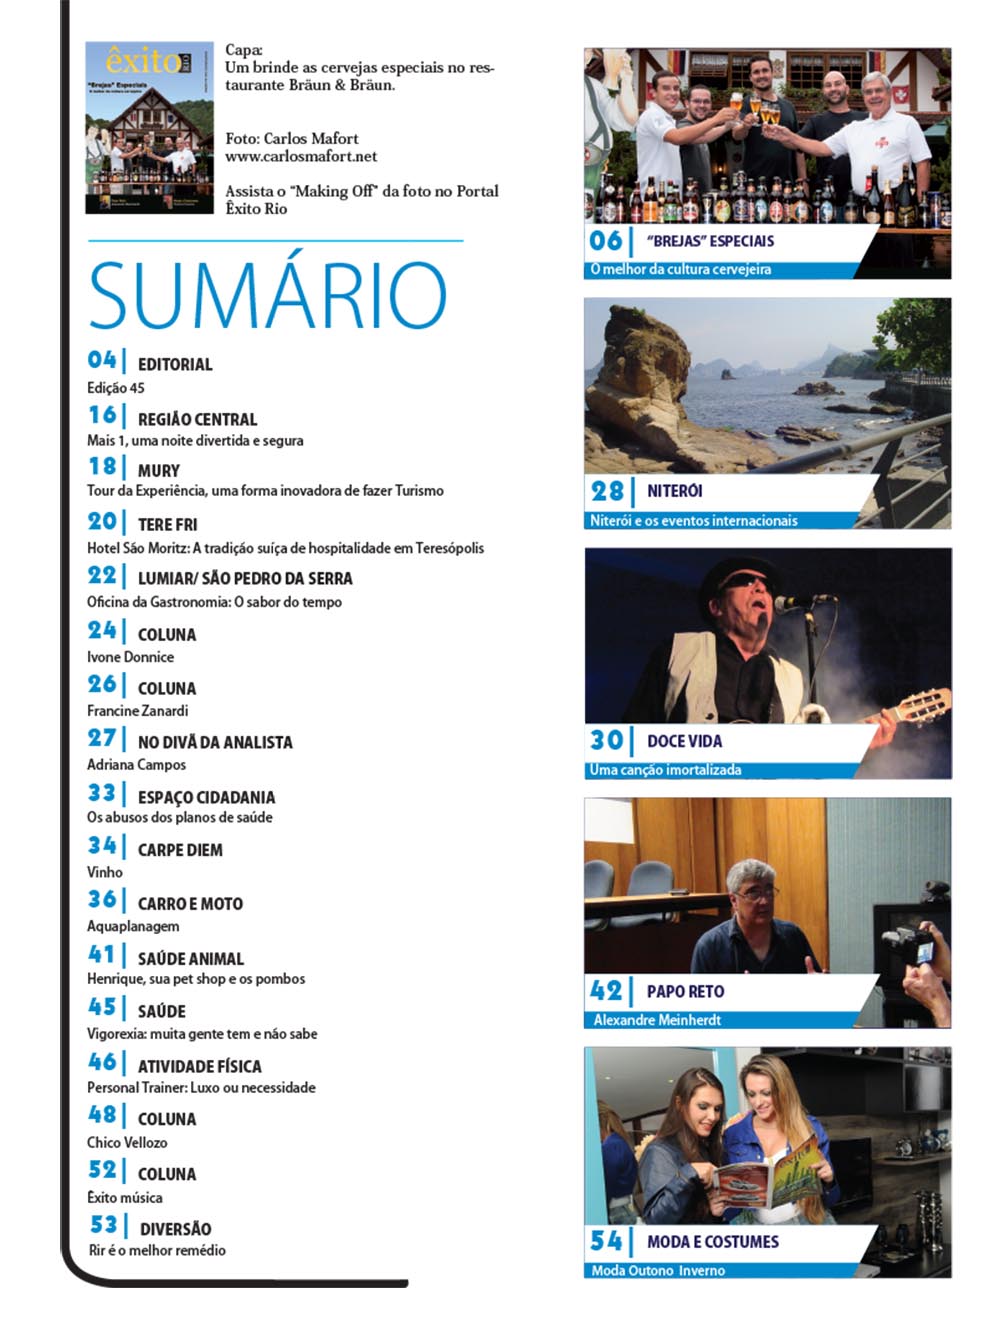 êxito RIO
"Brejas" Especiais
O melhor da cultura cervejeira
Capa:
Um brinde as cervejas especiais no res-
taurante Bräun & Bräun.
Foto: Carlos Mafort
www.carlosmafort.net
Assista o “Making Off” da foto no Portal
Êxito Rio
SUMÁRIO
04| EDITORIAL
Edição 45
16| REGIÃO CENTRAL
Mais 1, uma noite divertida e segura
18| MURY
Tour da Experiência, uma forma inovadora de fazer Turismo
20| TERE FRI
Hotel São Moritz: A tradição suíça de hospitalidade em Teresópolis
22| LUMIAR/ SÃO PEDRO DA SERRA
Oficina da Gastronomia: O sabor do tempo
24| COLUNA
Ivone Donnice
26| COLUNA
Francine Zanardi
27| NO DIVÃ DA ANALISTA
Adriana Campos
33| ESPAÇO CIDADANIA
Os abusos dos planos de saúde
34| CARPE DIEM
Vinho
36| CARRO E MOTO
Aquaplanagem
41| SAÚDE ANIMAL
Henrique, sua pet shop e os pombos
45| SAÚDE
Vigorexia: muita gente tem e não sabe
46| ATIVIDADE FÍSICA
Personal Trainer: Luxo ou necessidade
48| COLUNA
Chico Vellozo
52| COLUNA
Êxito música
53| DIVERSÃO
Rir é o melhor remédio
06| “BREJAS” ESPECIAIS
O melhor da cultura cervejeira
28| NITERÓI
Niterói e os eventos internacionais
30| DOCE VIDA
Uma canção imortalizada
42| PAPO RETO
Alexandre Meinherdt
54| MODA E COSTUMES
Moda Outono Inverno